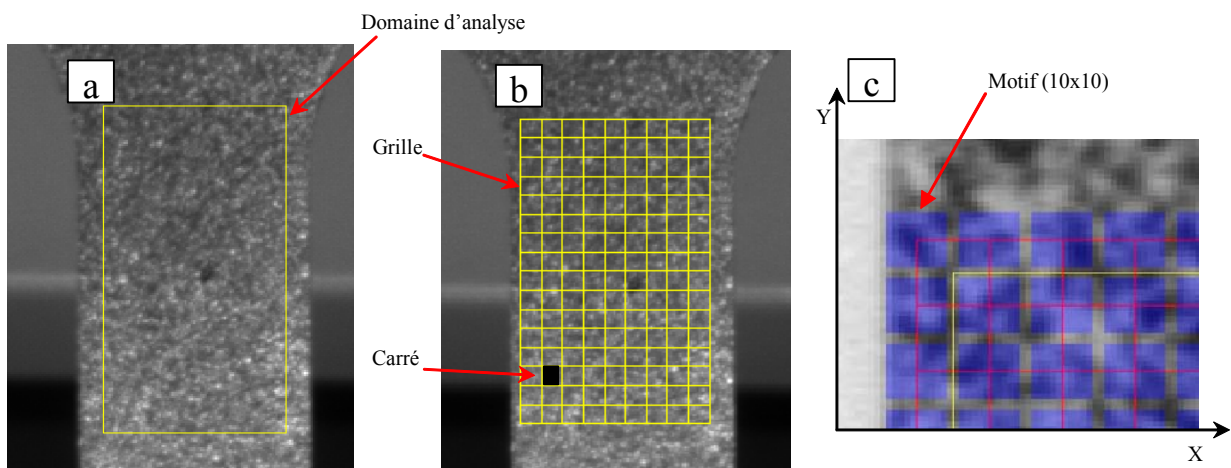 Domaine d’analyse
a
b
Grille
Carré
c
Motif (10x10)
Y
X